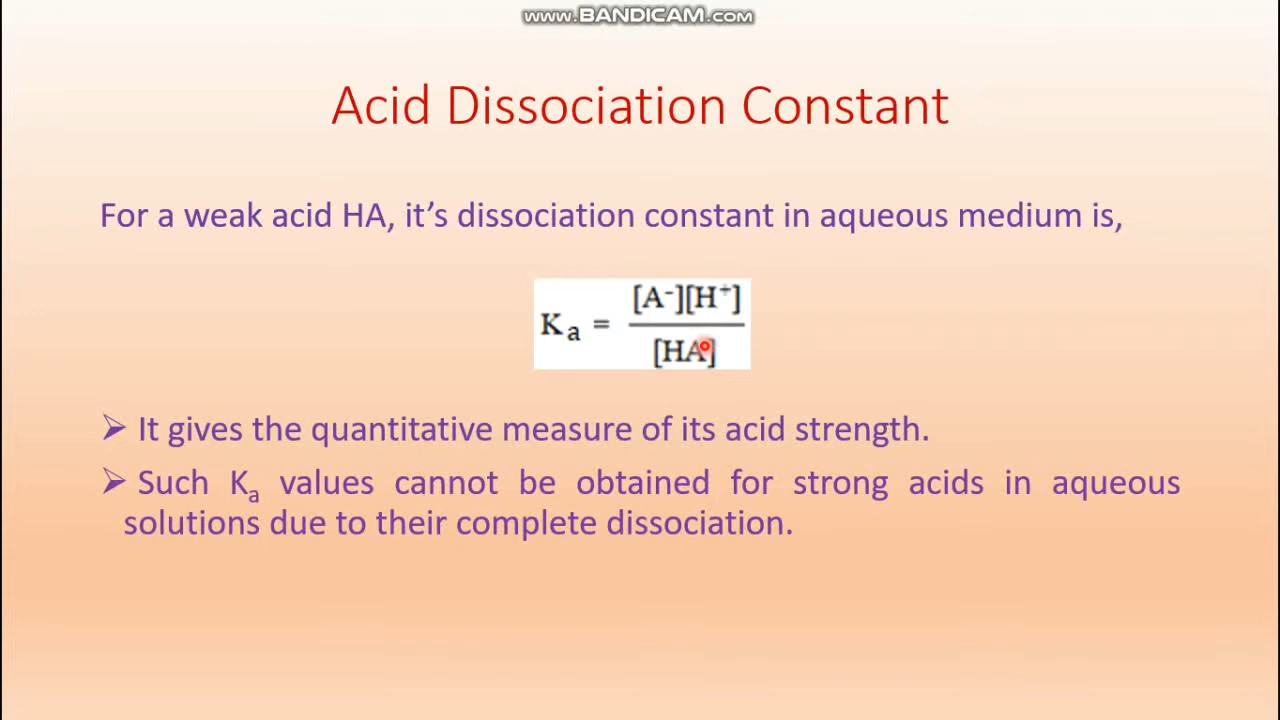 www.BANDICAM.com
Acid Dissociation Constant
For a weak acid HA, it’s dissociation constant in aqueous medium is,
[A⁻][H⁺]
Kₐ =
[HA]
➢ It gives the quantitative measure of its acid strength.
➢ Such Kₐ values cannot be obtained for strong acids in aqueous
solutions due to their complete dissociation.